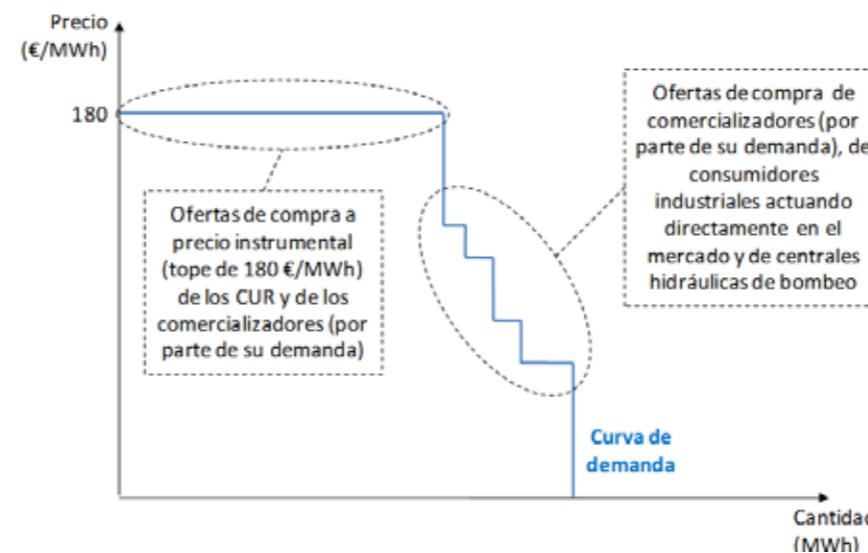 Precio
(€/MWh)
180
Ofertas de compra a
precio instrumental
(tope de 180 €/MWh)
de los CUR y de los
comercializadores (por
parte de su demanda)
Ofertas de compra de
comercializadores (por
parte de su demanda), de
consumidores
industriales actuando
directamente en el
mercado y de centrales
hidráulicas de bombeo
Curva de
demanda
Cantidad
(MWh)